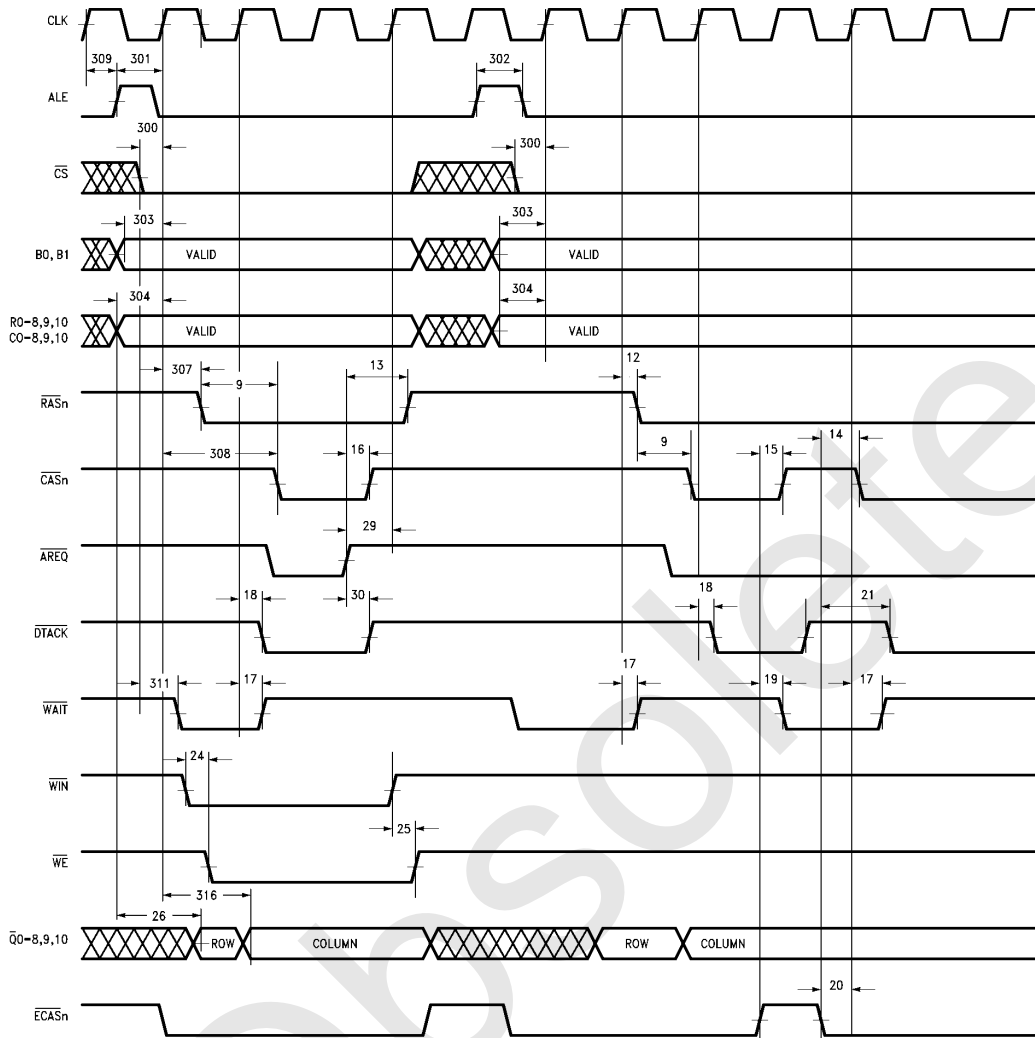 CLK
309 301 302
ALE
300 300
CS
303 303
B0, B1 VALID VALID
304 304
R0-8,9,10
C0-8,9,10 VALID VALID
307 9 13 12
RASn
308 16 9 15 14
CASn
29
AREQ
18 30 18 21
DTACK
311 17 17 19 17
WAIT
24
WIN
25
WE
316
26
Q0-8,9,10 ROW COLUMN ROW COLUMN
20
ECASn
Obsolete